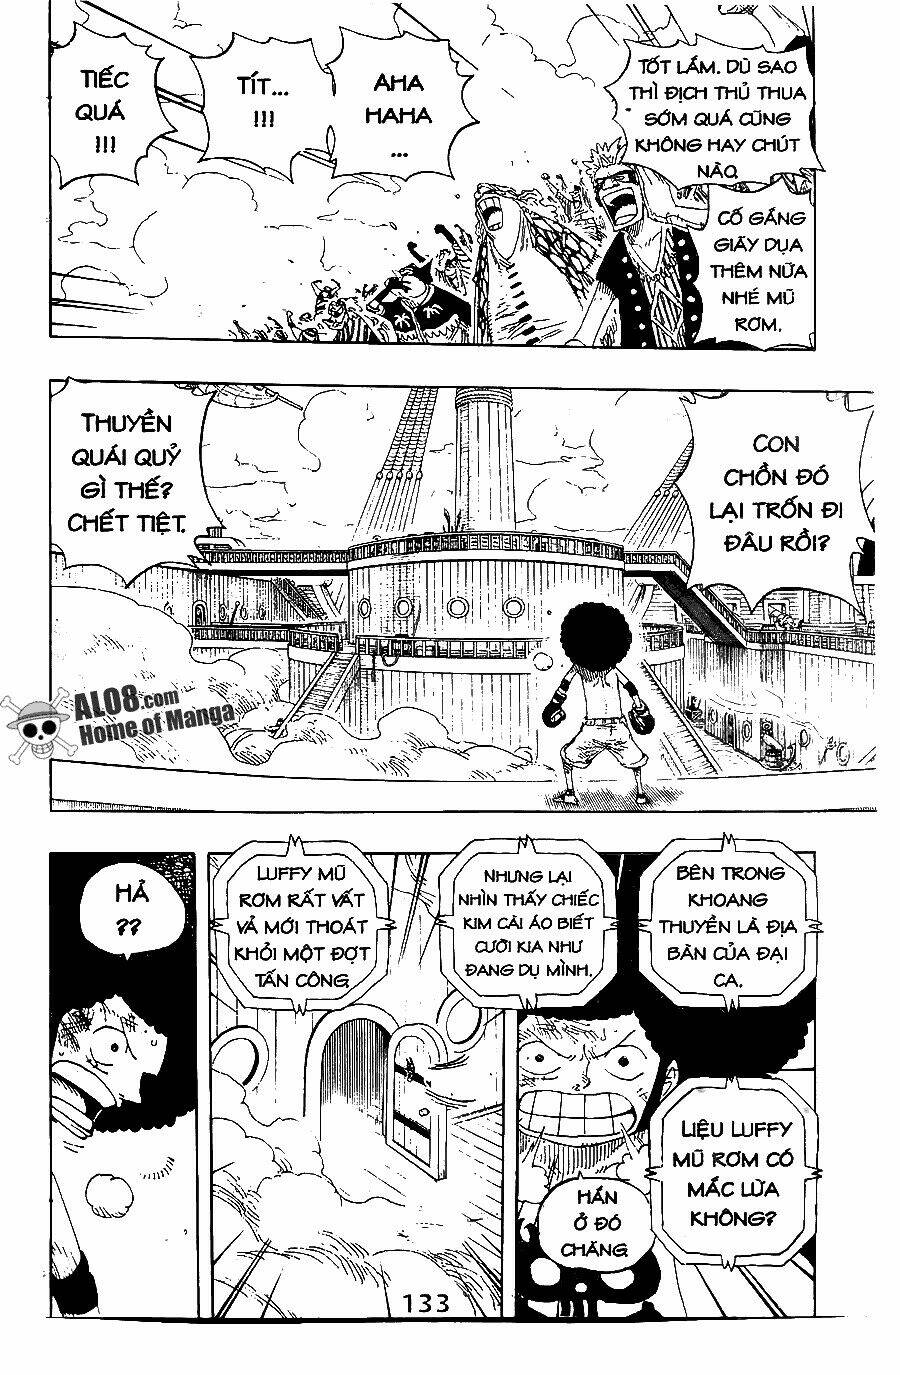 TỐT LẮM. DÙ SAO
THÌ ĐỊCH THỦ THUA
SỚM QUÁ CŨNG
KHÔNG HAY CHÚT
NÀO.
CỐ GẮNG
GIÃY DỤA
THÊM NỮA
NHÉ MŨ
RƠM.
AHA
HAHA
...
TÍT...
!!!
TIẾC
QUÁ
!!!
CON
CHỒN ĐÓ
LẠI TRỐN ĐI
ĐÂU RỒI?
THUYỀN
QUÁI QUỶ
GÌ THẾ?
CHẾT TIỆT.
ALO8.com
Home of Manga
HẢ
??
LUFFY MŨ
RƠM RẤT VẤT
VẢ MỚI THOÁT
KHỎI MỘT ĐỢT
TẤN CÔNG.
NHƯNG LẠI
NHÌN THẤY CHIẾC
KIM CÀI ÁO BIẾT
CƯỜI KIA NHƯ
ĐANG DỤ MÌNH.
BÊN TRONG
KHOANG
THUYỀN LÀ ĐỊA
BÀN CỦA ĐẠI
CA.
LIỆU LUFFY
MŨ RƠM CÓ
MẮC LỪA
KHÔNG?
HẮN
Ở ĐÓ
CHĂNG.
133